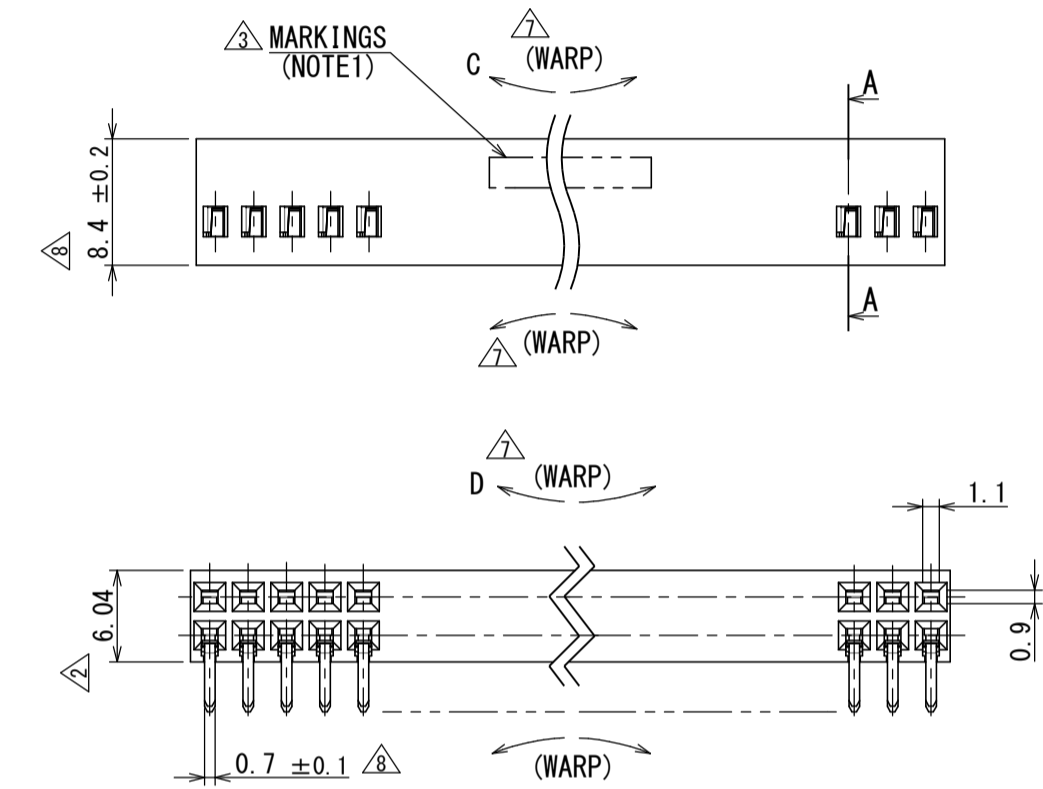 7
3 MARKINGS
(NOTE1)
C
(WARP)
A
8.4 ±0.2
8
A
(WARP)
7
7
D
(WARP)
1.1
6.04
2
0.9
0.7 ±0.1 8
(WARP)